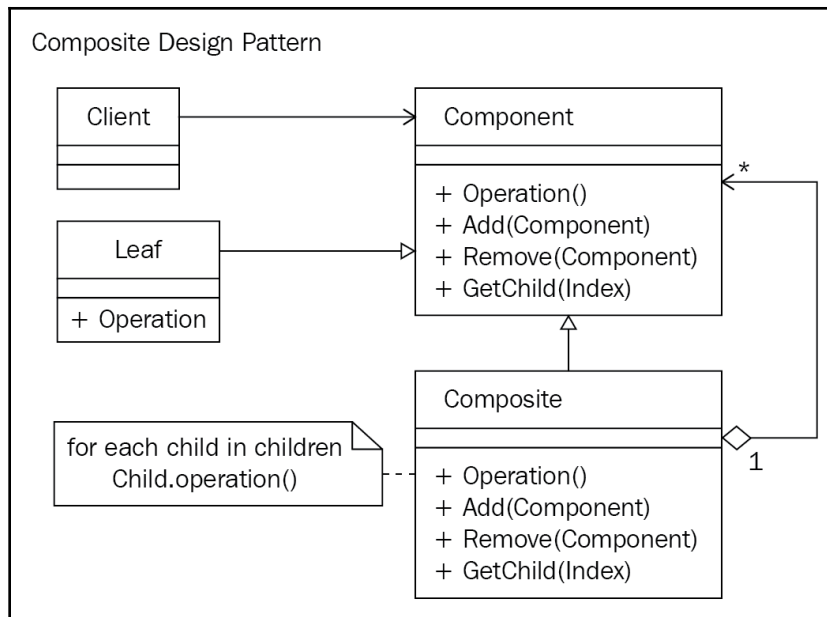 Composite Design Pattern
Client
Component
+ Operation()
+ Add(Component)
+ Remove(Component)
+ GetChild(Index)
*
Leaf
+ Operation
Composite
+ Operation()
+ Add(Component)
+ Remove(Component)
+ GetChild(Index)
1
for each child in children
Child.operation()